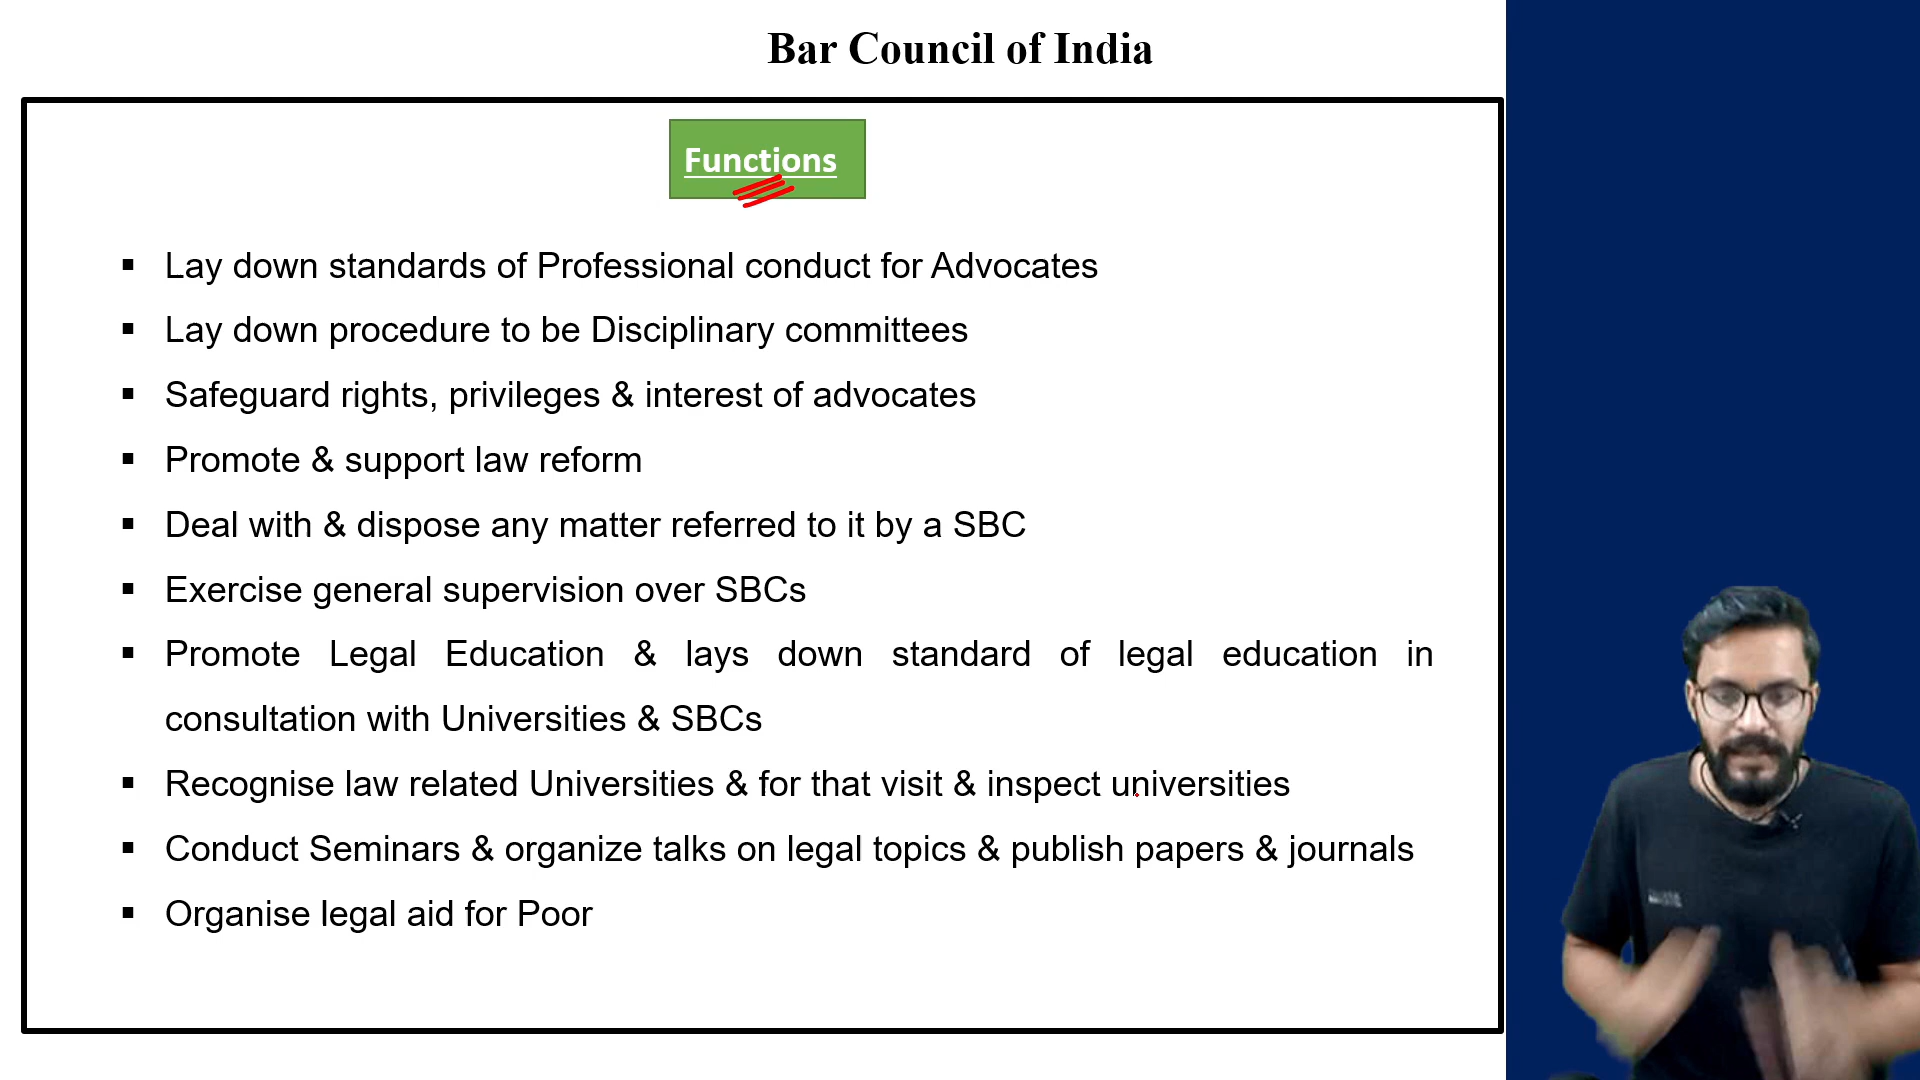 Bar Council of India
Functions
▪ Lay down standards of Professional conduct for Advocates
▪ Lay down procedure to be Disciplinary committees
▪ Safeguard rights, privileges & interest of advocates
▪ Promote & support law reform
▪ Deal with & dispose any matter referred to it by a SBC
▪ Exercise general supervision over SBCs
▪ Promote Legal Education & lays down standard of legal education in
consultation with Universities & SBCs
▪ Recognise law related Universities & for that visit & inspect universities
▪ Conduct Seminars & organize talks on legal topics & publish papers & journals
▪ Organise legal aid for Poor